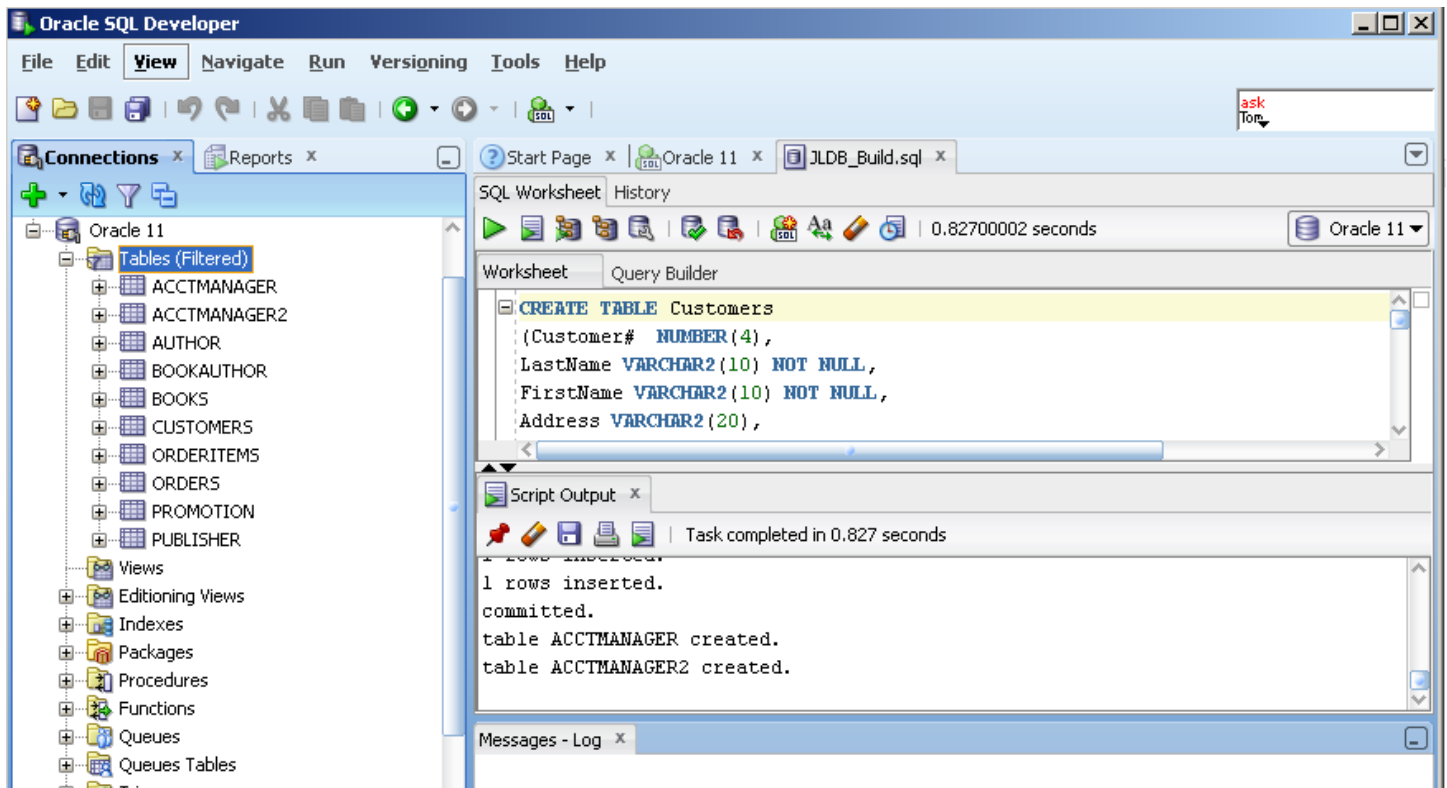 Oracle SQL Developer
File Edit View Navigate Run Versioning Tools Help
ask
Tom
Connections x Reports x
Oracle 11
Tables (Filtered)
ACCTMANAGER
ACCTMANAGER2
AUTHOR
BOOKAUTHOR
BOOKS
CUSTOMERS
ORDERITEMS
ORDERS
PROMOTION
PUBLISHER
Views
Editioning Views
Indexes
Packages
Procedures
Functions
Queues
Queues Tables
Start Page x Oracle 11 x JLDB_Build.sql x
SQL Worksheet History
0.82700002 seconds Oracle 11
Worksheet Query Builder
CREATE TABLE Customers
(Customer# NUMBER(4),
LastName VARCHAR2(10) NOT NULL,
FirstName VARCHAR2(10) NOT NULL,
Address VARCHAR2(20),
Script Output x
Task completed in 0.827 seconds
1 rows inserted.
1 rows inserted.
committed.
table ACCTMANAGER created.
table ACCTMANAGER2 created.
Messages - Log x